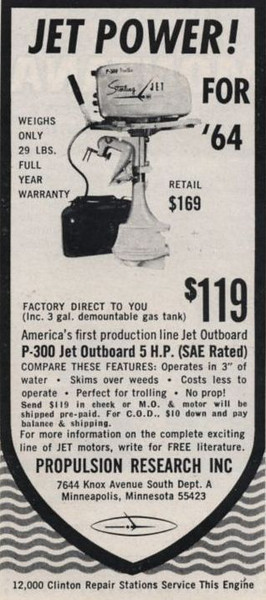 JET POWER!
FOR
'64
WEIGHS
ONLY
29 LBS.
FULL
YEAR
WARRANTY
P-300
JET
RETAIL
$169
FACTORY DIRECT TO YOU
(Inc. 3 gal. demountable gas tank)
$119
America's first production line Jet Outboard
P-300 Jet Outboard 5 H.P. (SAE Rated)
COMPARE THESE FEATURES: Operates in 3" of
water • Skims over weeds • Costs less to
operate • Perfect for trolling • No prop!
Send $119 in check or M.O. & motor will be
shipped pre-paid. For C.O.D., $10 down and pay
balance & shipping.
For more information on the complete exciting
line of JET motors, write for FREE literature.
PROPULSION RESEARCH INC
7644 Knox Avenue South Dept. A
Minneapolis, Minnesota 55423
12,000 Clinton Repair Stations Service This Engine